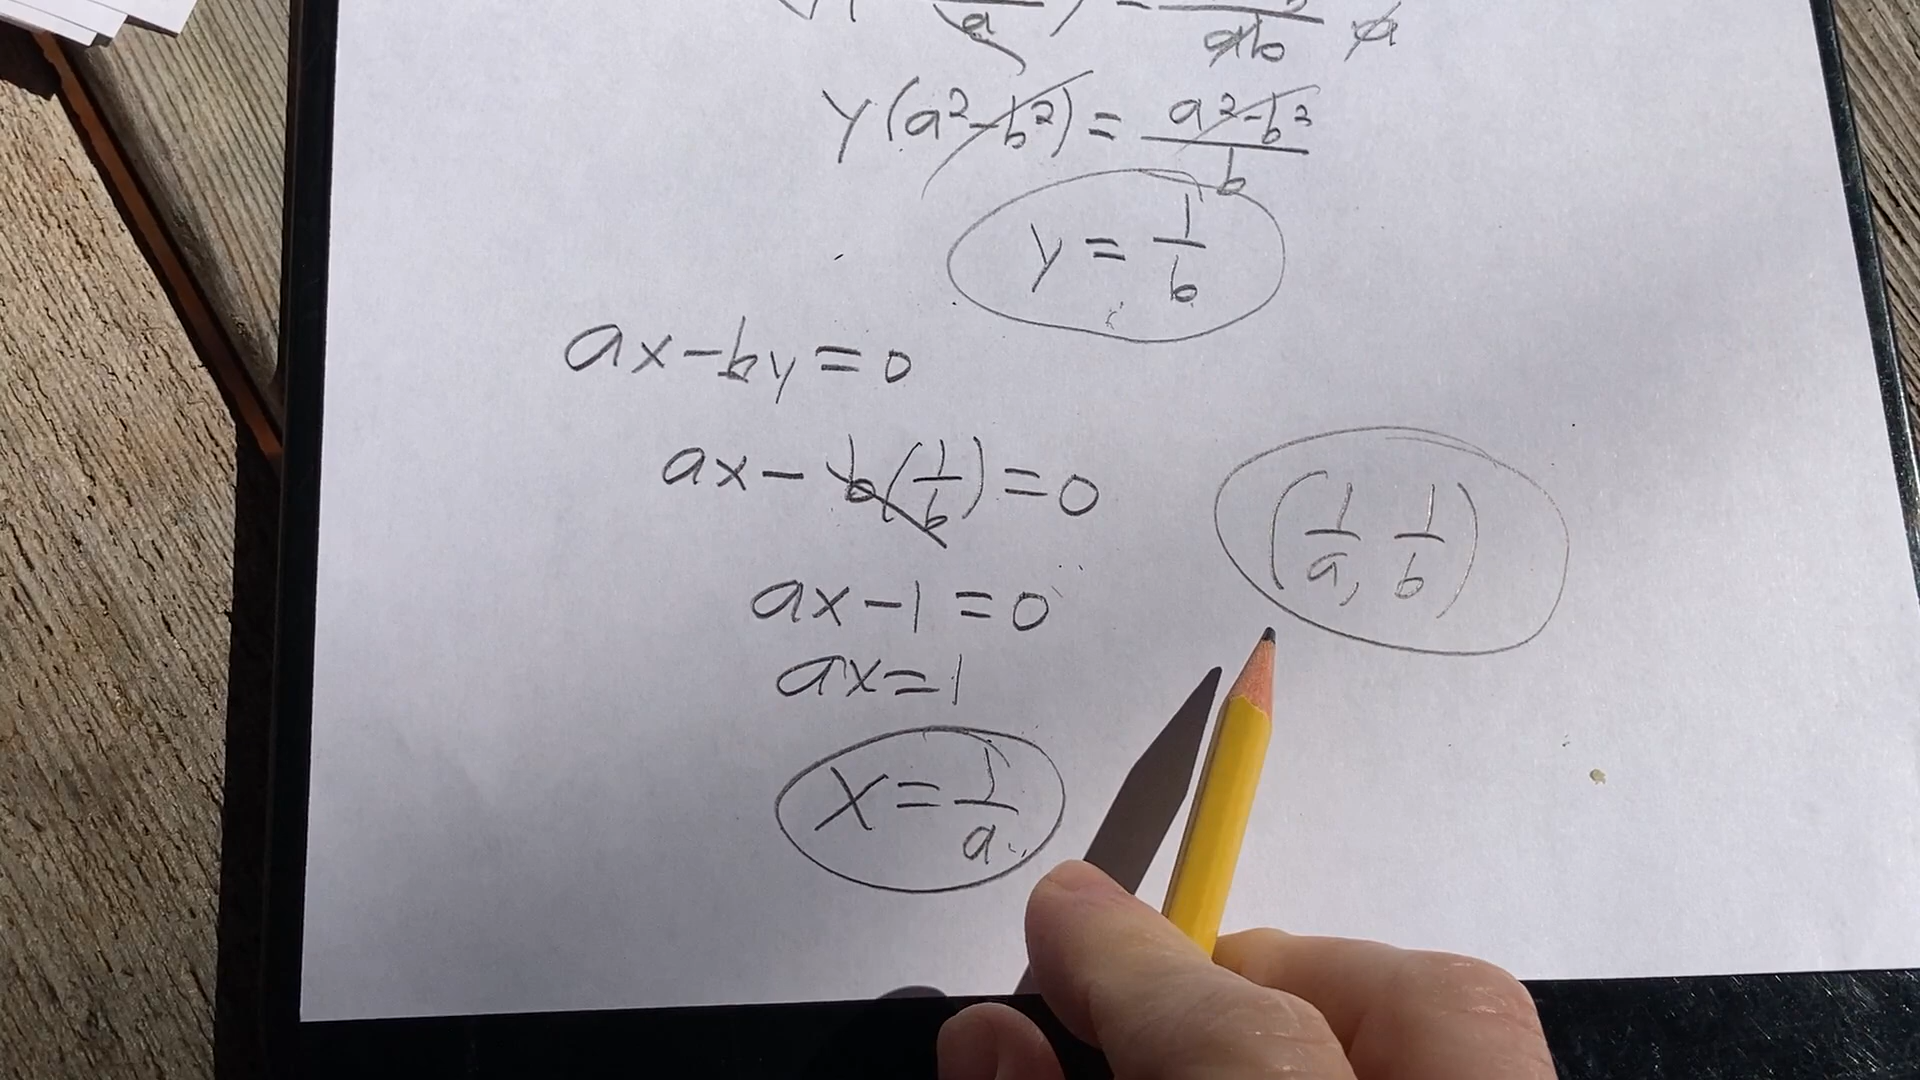 y(a²-b²) = a²-b²/b
y = 1/b
ax-by=0
ax-b(1/b)=0
(1/a, 1/b)
ax-1=0
ax=1
x=1/a